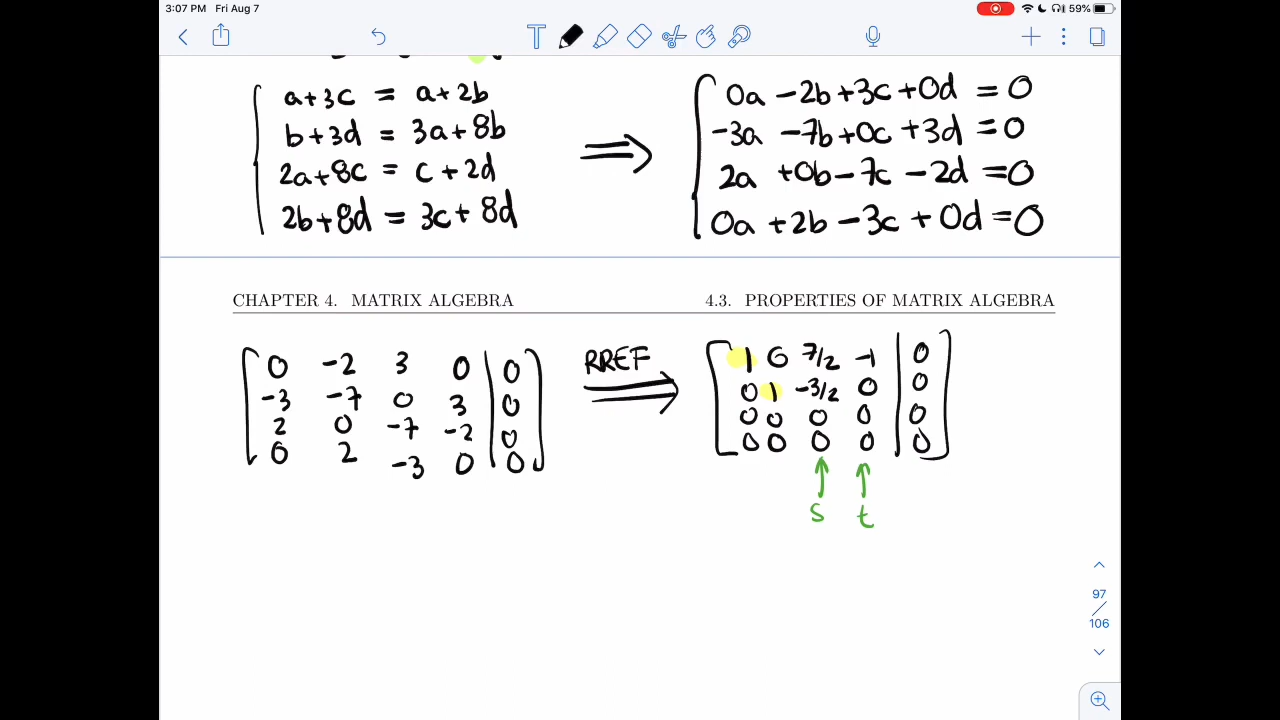 3:07 PM Fri Aug 7 59%
a+3c = a+2b
b+3d = 3a+8b
2a+8c = c+2d
2b+8d = 3c+8d
⟹
0a -2b+3c+0d = 0
-3a -7b+0c+3d = 0
2a +0b-7c-2d = 0
0a +2b-3c+0d = 0
CHAPTER 4. MATRIX ALGEBRA 4.3. PROPERTIES OF MATRIX ALGEBRA
0 -2 3 0 | 0
-3 -7 0 3 | 0
2 0 -7 -2 | 0
0 2 -3 0 | 0
RREF
⟹
1 0 7/2 -1 | 0
0 1 -3/2 0 | 0
0 0 0 0 | 0
0 0 0 0 | 0
s t
97
106